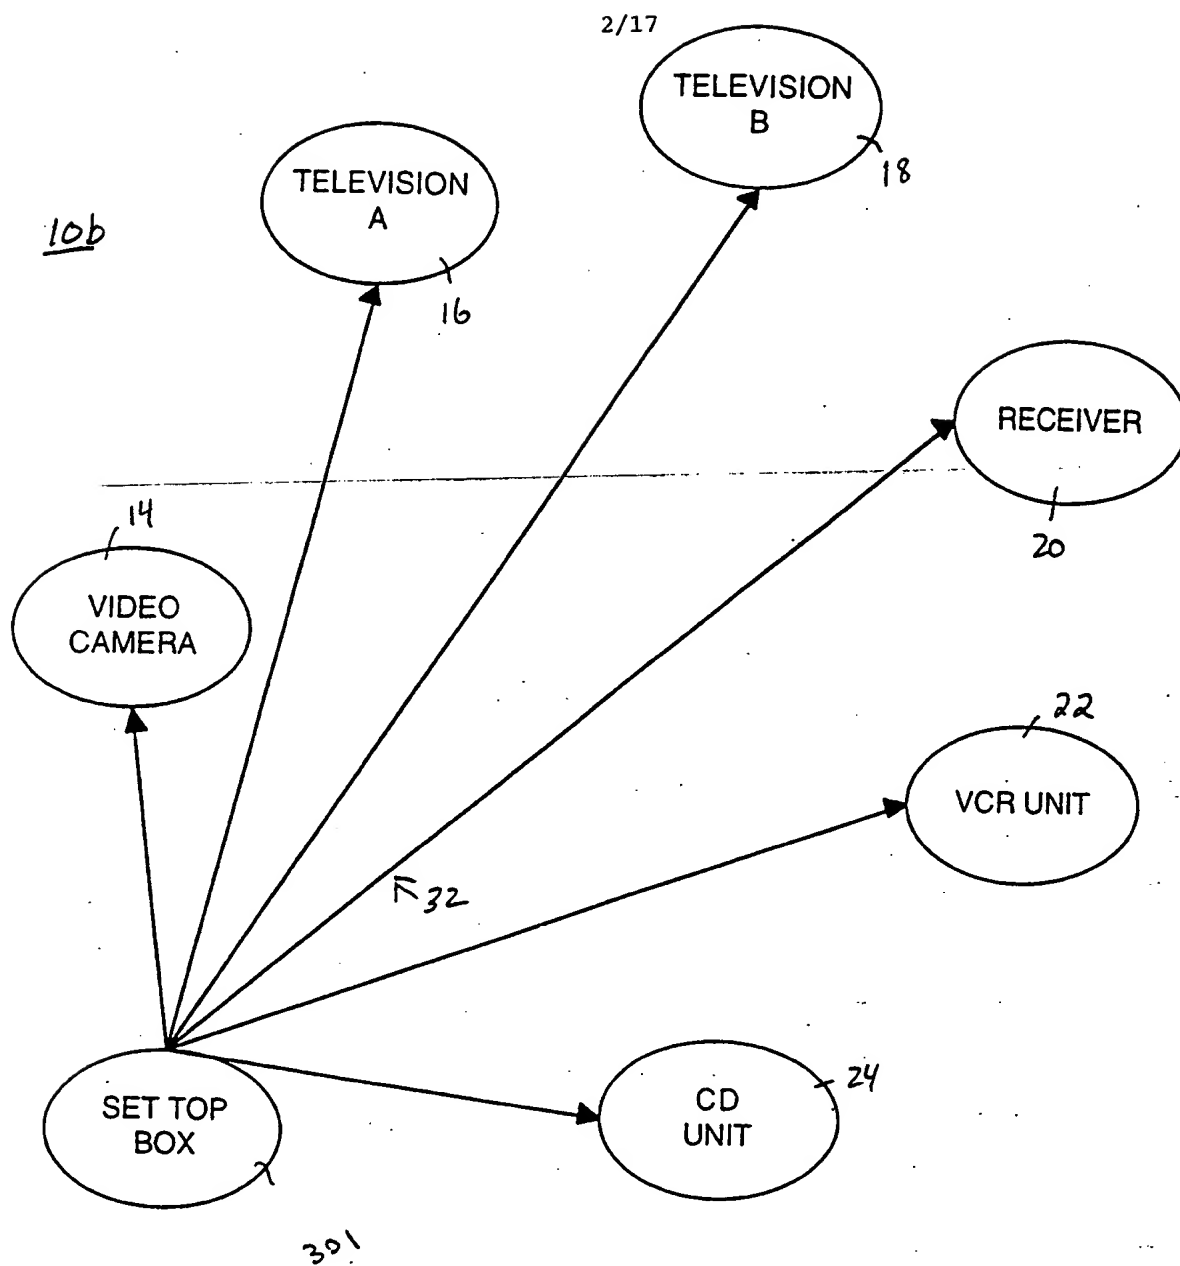 2/17
TELEVISION
B
18
TELEVISION
A
16
10b
RECEIVER
20
14
VIDEO
CAMERA
22
VCR UNIT
32
SET TOP
BOX
301
CD
UNIT
24